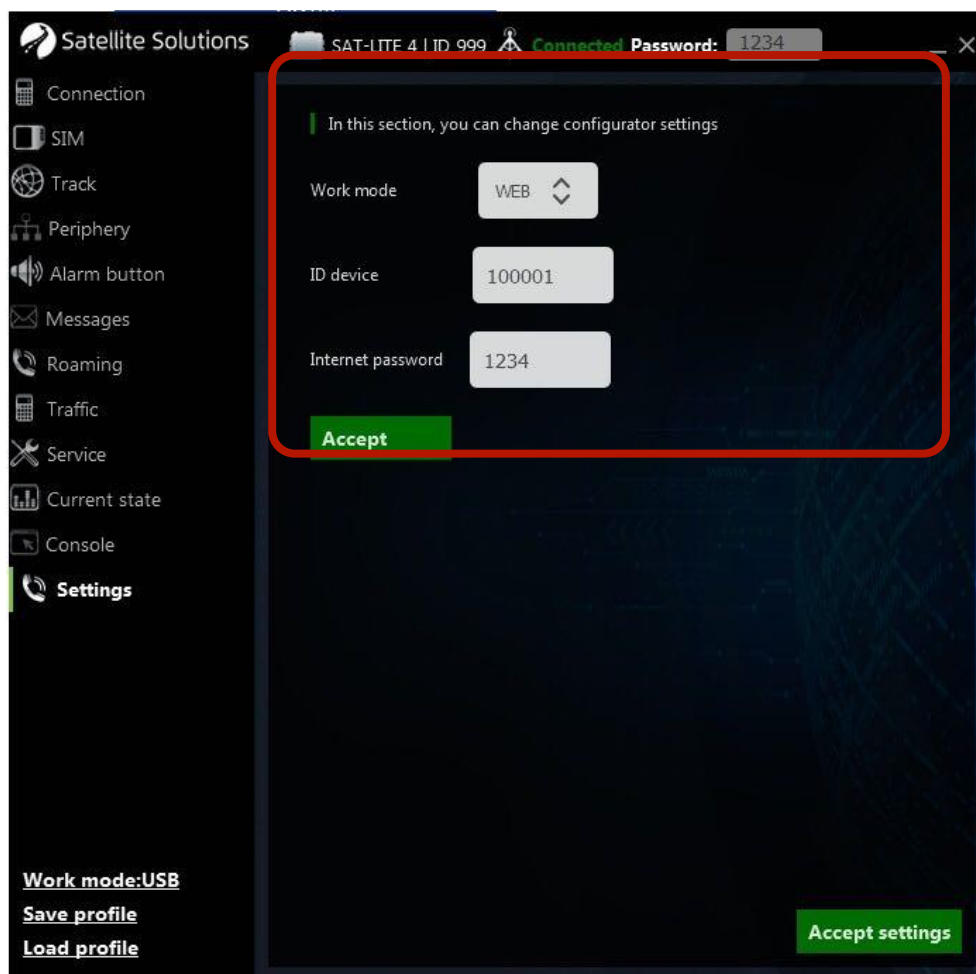 Satellite Solutions
SAT-LITE 4 | ID 999 Connected Password: 1234
Connection
SIM
Track
Periphery
Alarm button
Messages
Roaming
Traffic
Service
Current state
Console
Settings
In this section, you can change configurator settings
Work mode WEB
ID device 100001
Internet password 1234
Accept
Work mode:USB
Save profile
Load profile
Accept settings